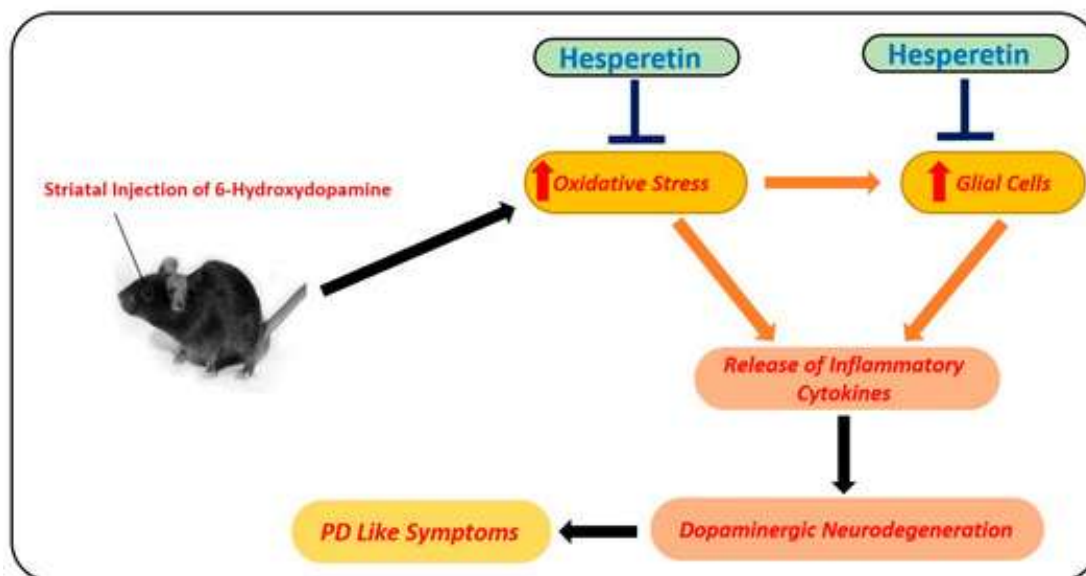 Hesperetin
Hesperetin
Striatal Injection of 6-Hydroxydopamine
Oxidative Stress
Glial Cells
Release of Inflammatory
Cytokines
PD Like Symptoms
Dopaminergic Neurodegeneration